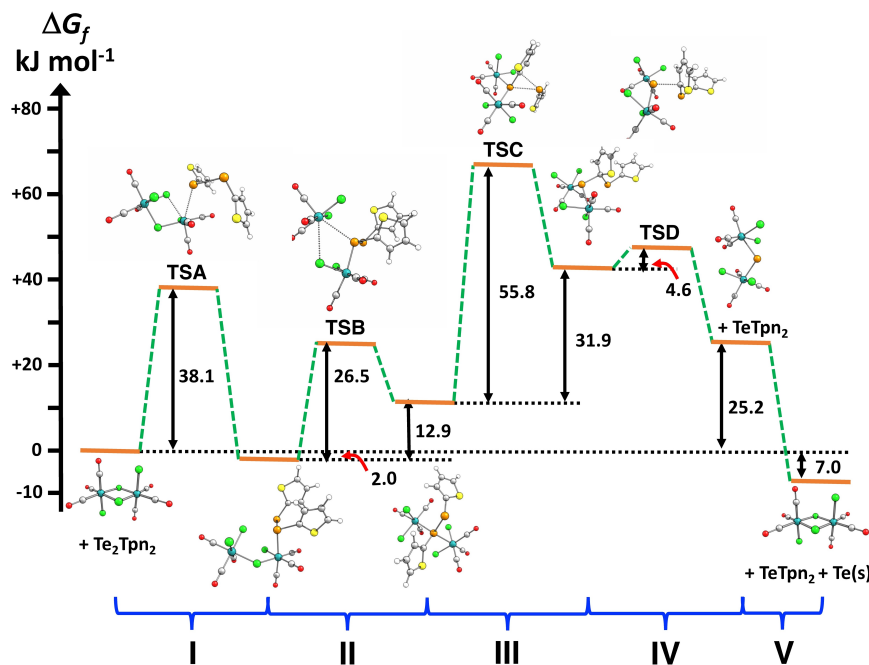 ΔGf
kJ mol-1
+80
+60
+40
+20
0
-10
TSA
TSB
TSC
TSD
38.1
26.5
2.0
12.9
55.8
31.9
4.6
25.2
7.0
+ Te2Tpn2
+ TeTpn2
+ TeTpn2 + Te(s)
I
II
III
IV
V